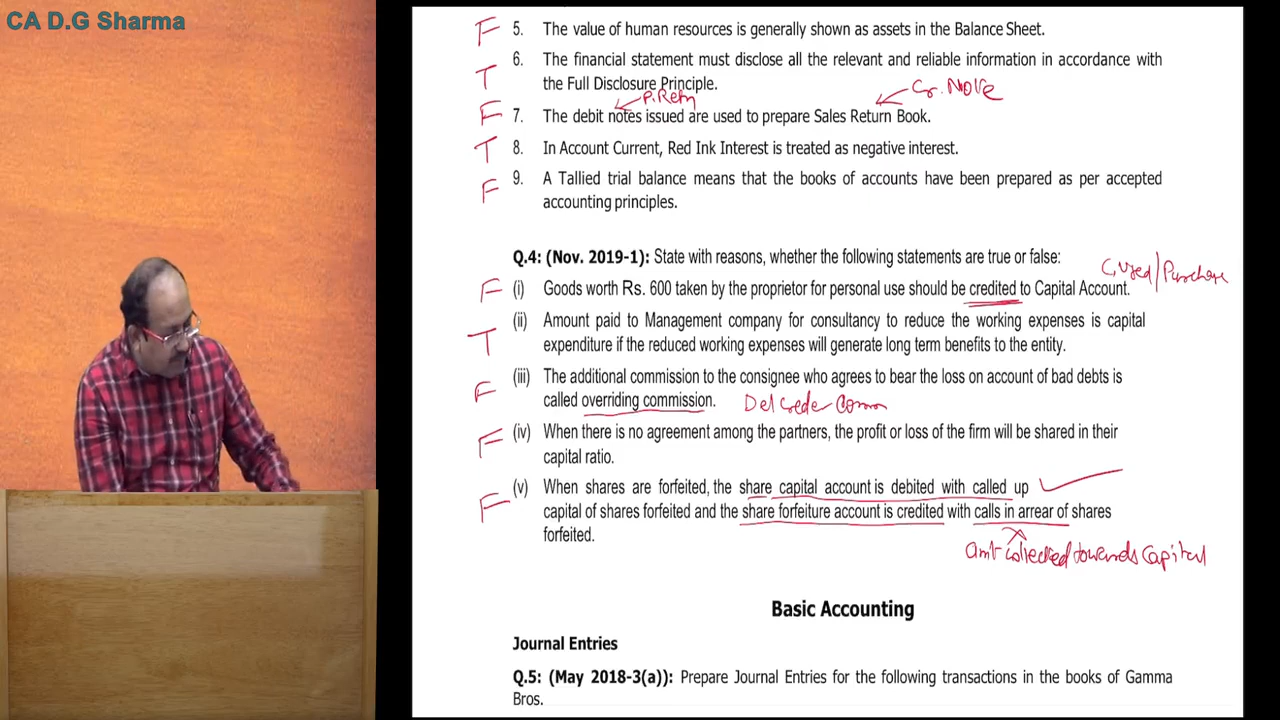 CA D.G Sharma
F 5. The value of human resources is generally shown as assets in the Balance Sheet.
6. The financial statement must disclose all the relevant and reliable information in accordance with
T the Full Disclosure Principle.
P. Retn Cr. Note
F 7. The debit notes issued are used to prepare Sales Return Book.
T 8. In Account Current, Red Ink Interest is treated as negative interest.
F 9. A Tallied trial balance means that the books of accounts have been prepared as per accepted
accounting principles.
Q.4: (Nov. 2019-1): State with reasons, whether the following statements are true or false:
/Purchase
F (i) Goods worth Rs. 600 taken by the proprietor for personal use should be credited to Capital Account.
(ii) Amount paid to Management company for consultancy to reduce the working expenses is capital
T expenditure if the reduced working expenses will generate long term benefits to the entity.
F (iii) The additional commission to the consignee who agrees to bear the loss on account of bad debts is
called overriding commission. Del creder Comm
F (iv) When there is no agreement among the partners, the profit or loss of the firm will be shared in their
capital ratio.
F (v) When shares are forfeited, the share capital account is debited with called up
capital of shares forfeited and the share forfeiture account is credited with calls in arrear of shares
forfeited.
amt collected towards Capital
Basic Accounting
Journal Entries
Q.5: (May 2018-3(a)): Prepare Journal Entries for the following transactions in the books of Gamma
Bros.